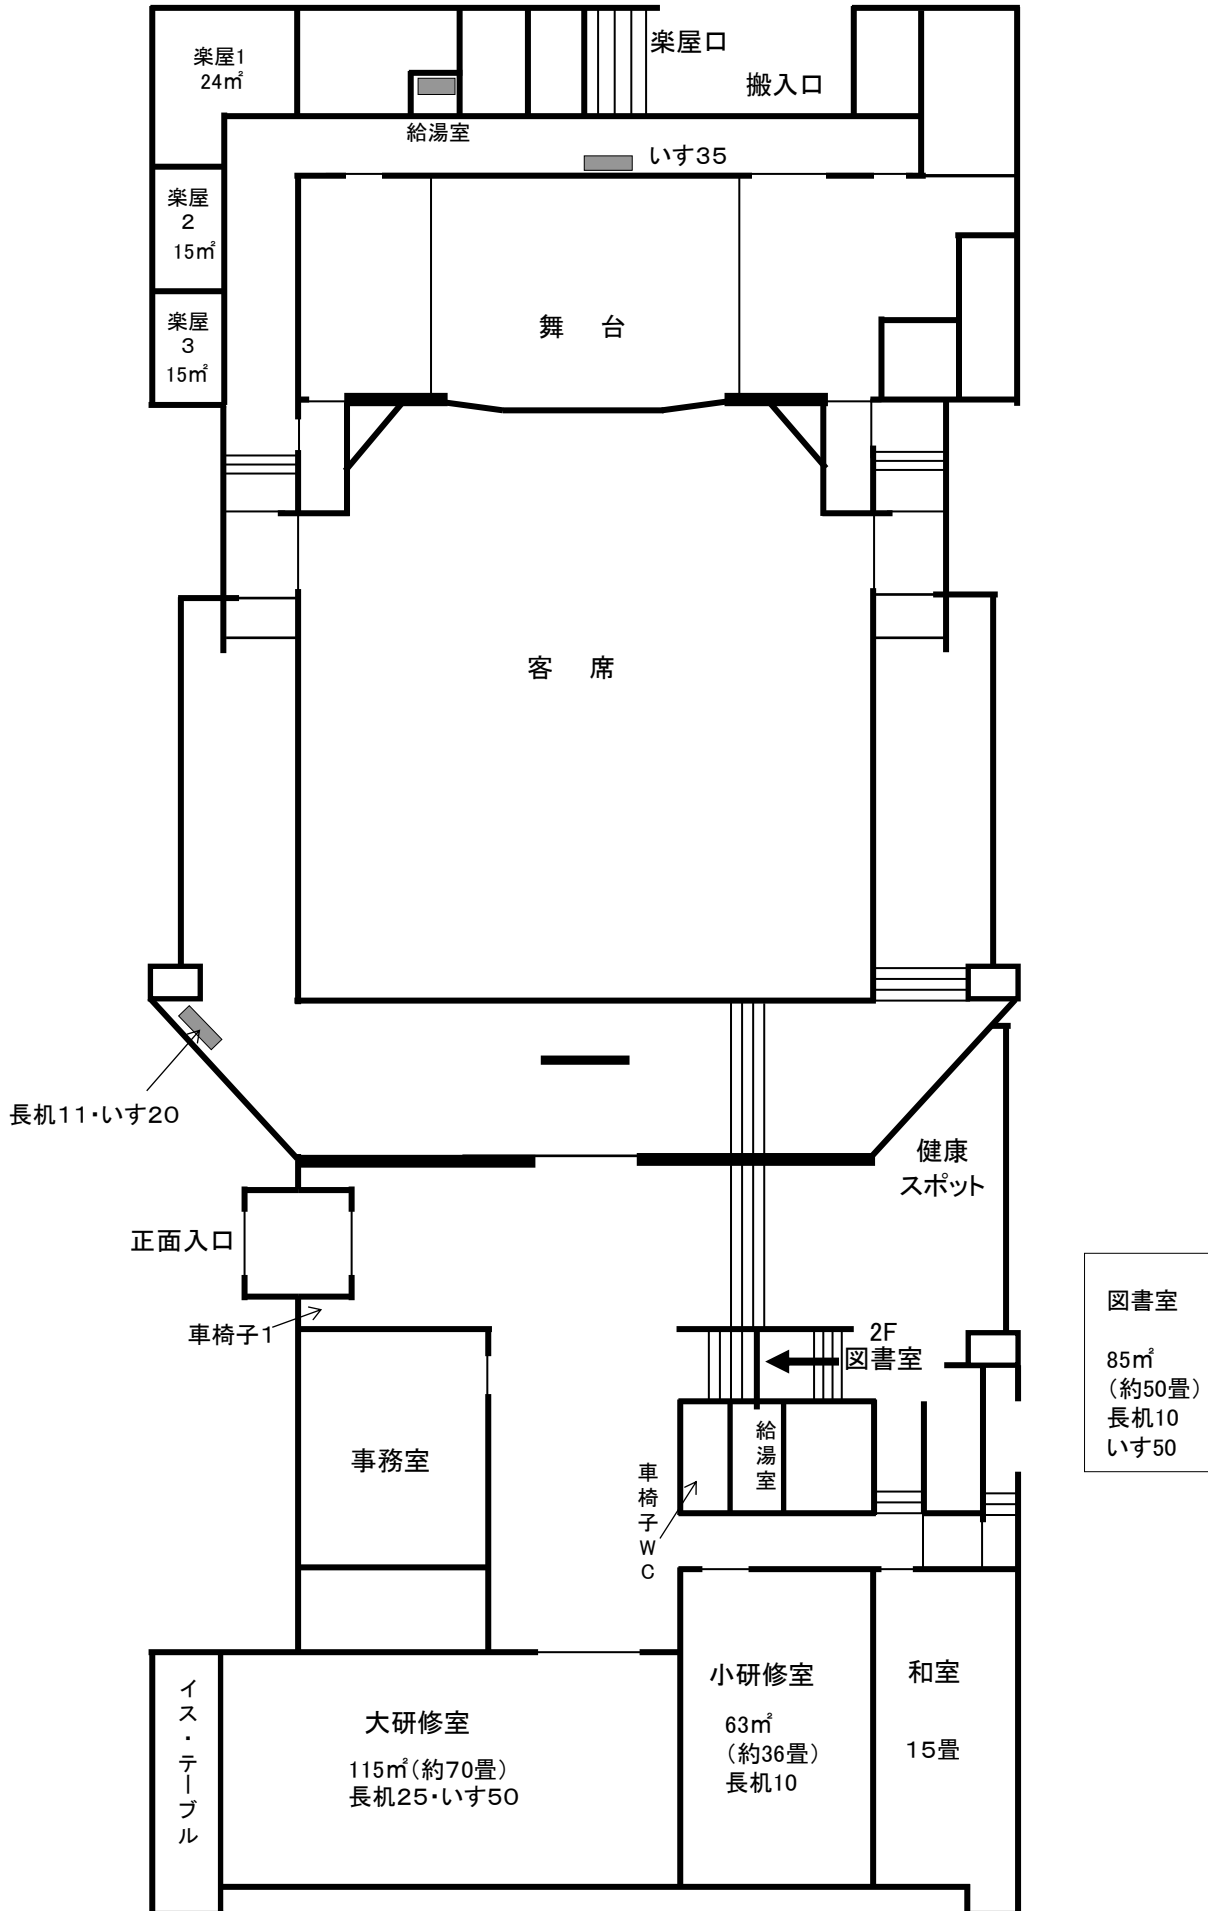 楽屋1
24㎡
楽屋口
搬入口
給湯室
いす35
楽屋
2
15㎡
楽屋
3
15㎡
舞　台
客　席
長机11・いす20
健康
スポット
正面入口
車椅子1
2F
図書室
図書室
85㎡
（約50畳）
長机10
いす50
事務室
給湯室
車椅子WC
イス・テーブル
大研修室
115㎡（約70畳）
長机25・いす50
小研修室
63㎡
（約36畳）
長机10
和室
15畳